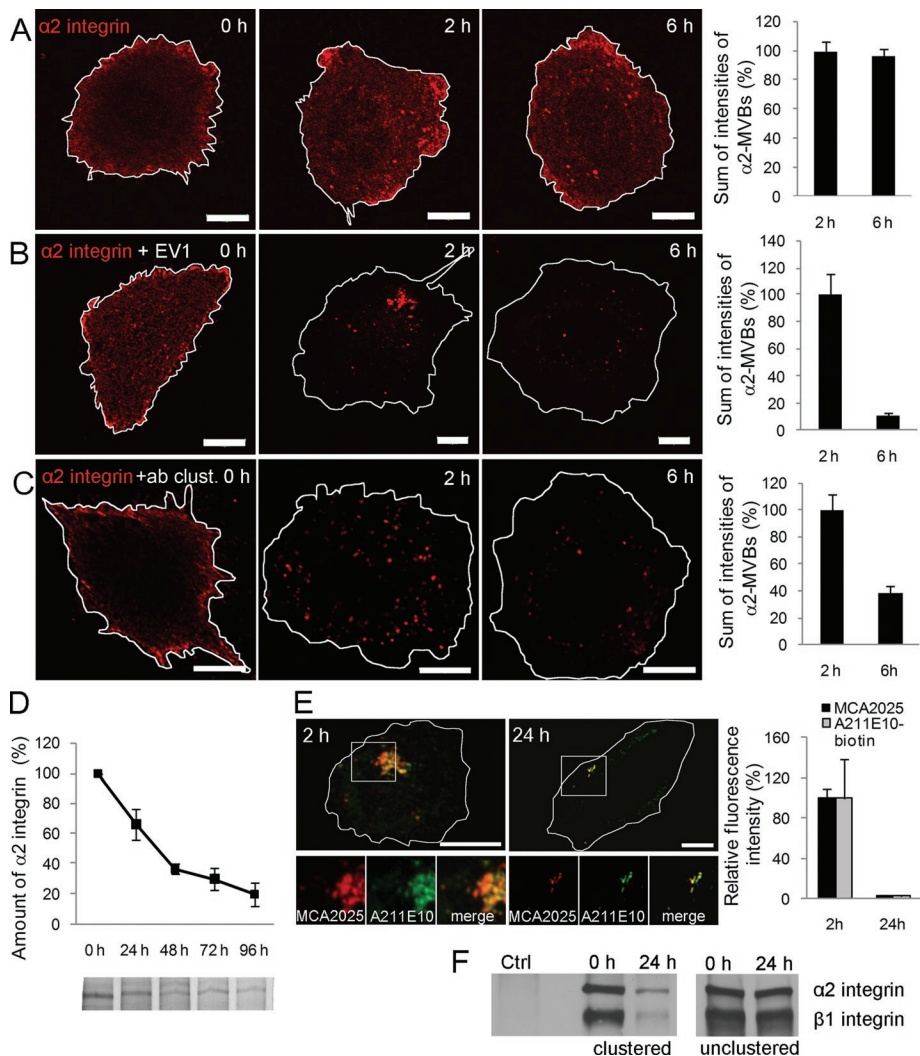 A
α2 integrin
0 h
2 h
6 h
Sum of intensities of
α2-MVBs (%)
120
100
80
60
40
20
0
2 h
6 h
B
α2 integrin + EV1
0 h
2 h
6 h
Sum of intensities of
α2-MVBs (%)
140
120
100
80
60
40
20
0
2 h
6 h
C
α2 integrin +ab clust. 0 h
2 h
6 h
Sum of intensities of
α2-MVBs (%)
120
100
80
60
40
20
0
2 h
6 h
D
Amount of α2 integrin (%)
120
100
80
60
40
20
0
0 h 24 h 48 h 72 h 96 h
E
2 h
24 h
MCA2025 A211E10 merge
MCA2025 A211E10 merge
MCA2025
A211E10-
biotin
Relative fluorescence
intensity (%)
160
120
80
40
0
2h 24h
F
Ctrl 0 h 24 h 0 h 24 h
α2 integrin
β1 integrin
clustered unclustered